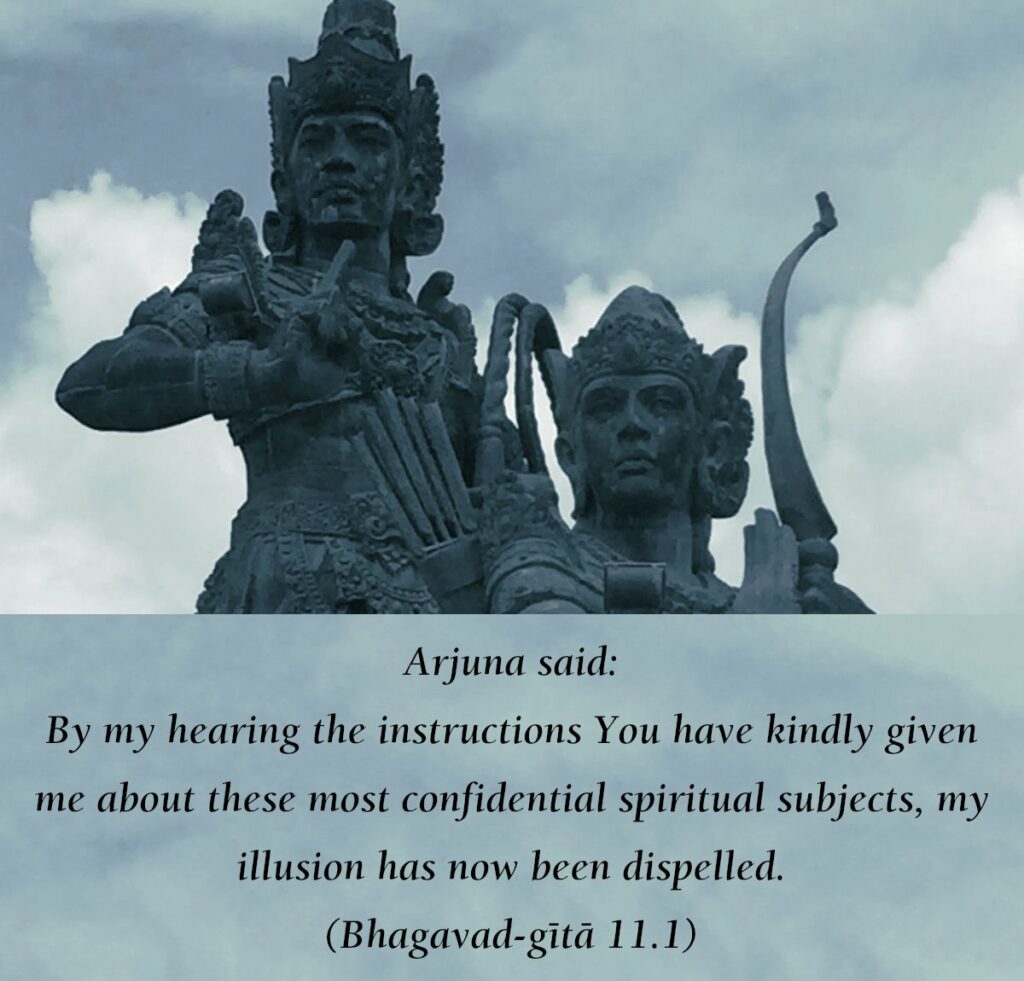 Arjuna said:
By my hearing the instructions You have kindly given
me about these most confidential spiritual subjects, my
illusion has now been dispelled.
(Bhagavad-gītā 11.1)